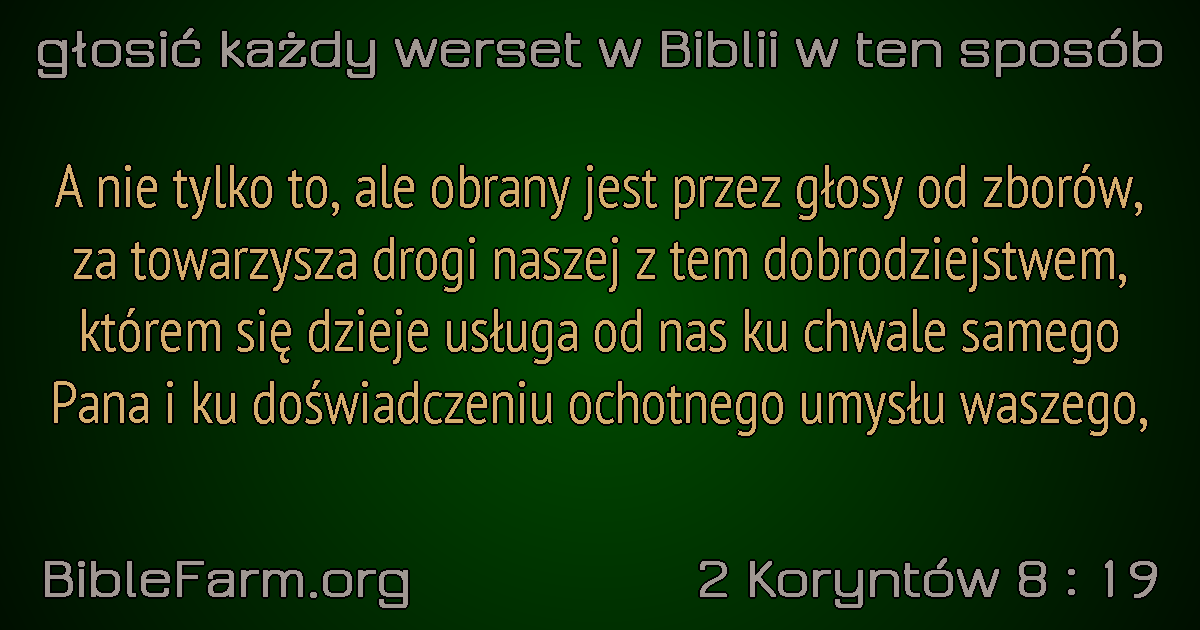 głosić każdy werset w Biblii w ten sposób
A nie tylko to, ale obrany jest przez głosy od zborów,
za towarzysza drogi naszej z tem dobrodziejstwem,
którem się dzieje usługa od nas ku chwale samego
Pana i ku doświadczeniu ochotnego umysłu waszego,
BibleFarm.org
2 Koryntów 8 : 19